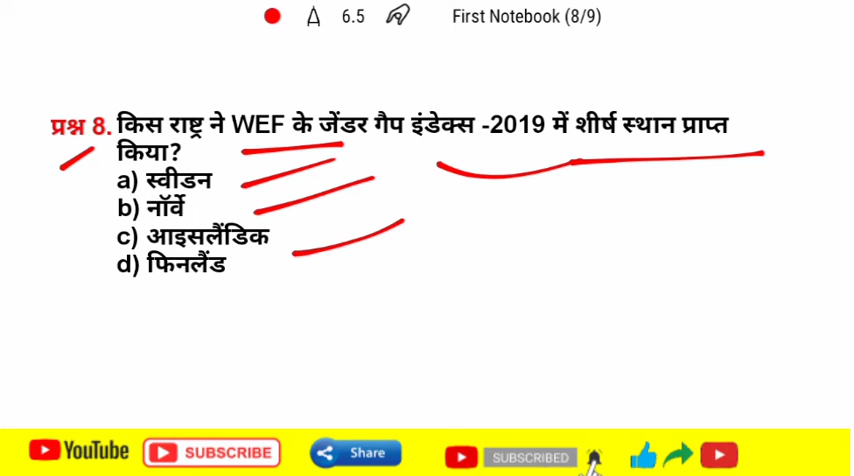 6.5 First Notebook (8/9)
प्रश्न 8. किस राष्ट्र ने WEF के जेंडर गैप इंडेक्स -2019 में शीर्ष स्थान प्राप्त
किया?
a) स्वीडन
b) नॉर्वे
c) आइसलैंडिक
d) फिनलैंड
YouTube SUBSCRIBE Share SUBSCRIBED